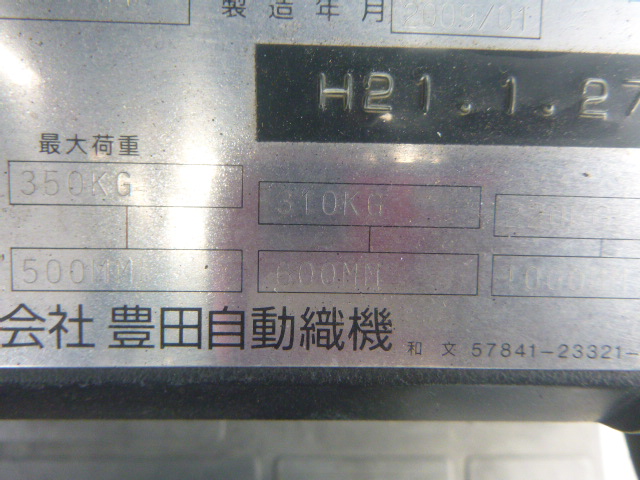 製造年月 2009/01
H21.1.27
最大荷重
350KG 310KG
500MM 600MM
会社 豊田自動織機 和文 57841-23321-